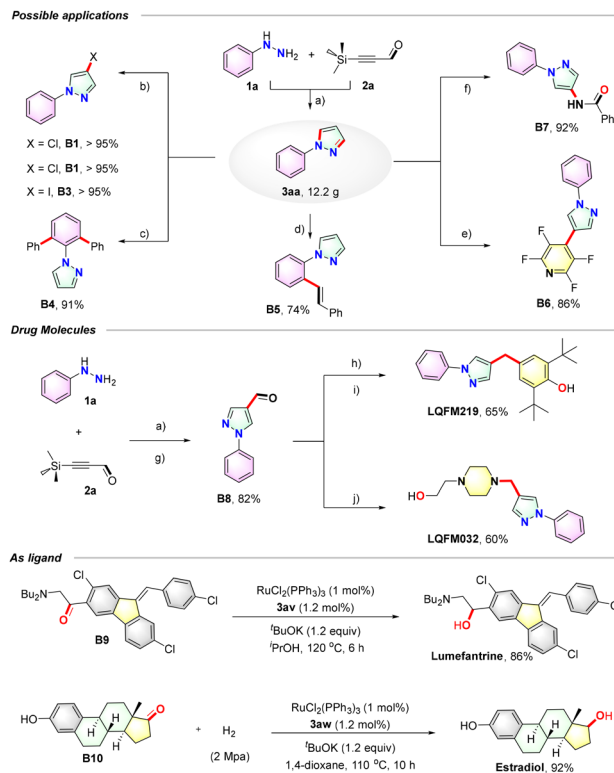 Possible applications
X
N
N
b)
X = Cl, B1, > 95%
X = Cl, B1, > 95%
X = I, B3, > 95%
H
N
NH2
1a
+
Si
O
2a
a)
N
N
3aa, 12.2 g
f)
N
N
NH
O
Ph
B7, 92%
c)
Ph
Ph
N
N
B4, 91%
d)
N
N
Ph
B5, 74%
e)
N
N
F
F
F
F
N
B6, 86%
Drug Molecules
H
N
NH2
1a
+
Si
O
2a
a)
g)
O
N
N
B8, 82%
h)
i)
N
N
OH
LQFM219, 65%
j)
HO
N
N
N
N
LQFM032, 60%
As ligand
Bu2N
O
Cl
Cl
Cl
B9
RuCl2(PPh3)3 (1 mol%)
3av (1.2 mol%)
tBuOK (1.2 equiv)
iPrOH, 120 oC, 6 h
Bu2N
HO
Cl
Cl
Lumefantrine, 86%
HO
H
H
H
O
B10
+ H2
(2 Mpa)
RuCl2(PPh3)3 (1 mol%)
3aw (1.2 mol%)
tBuOK (1.2 equiv)
1,4-dioxane, 110 oC, 10 h
HO
H
H
H
OH
Estradiol, 92%